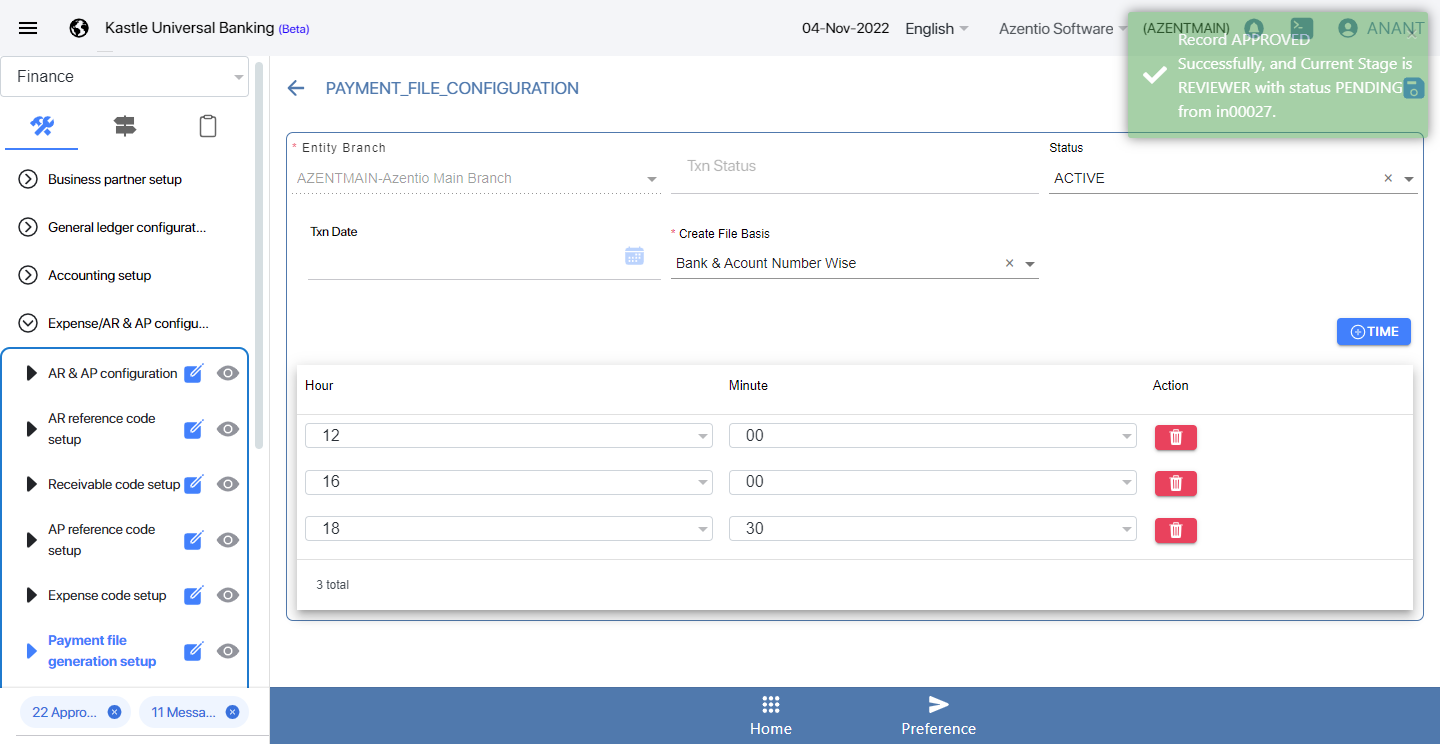 Kastle Universal Banking (Beta)
04-Nov-2022
English
Azentio Software
(AZENTMAIN)
ANANT
Record APPROVED
Successfully, and Current Stage is
REVIEWER with status PENDING
from in00027.
Finance
PAYMENT_FILE_CONFIGURATION
Business partner setup
General ledger configurat...
Accounting setup
Expense/AR & AP configu...
AR & AP configuration
AR reference code
setup
Receivable code setup
AP reference code
setup
Expense code setup
Payment file
generation setup
22 Appro...
11 Messa...
* Entity Branch
AZENTMAIN-Azentio Main Branch
Txn Status
Status
ACTIVE
Txn Date
* Create File Basis
Bank & Acount Number Wise
TIME
Hour Minute Action
12 00
16 00
18 30
3 total
Home
Preference